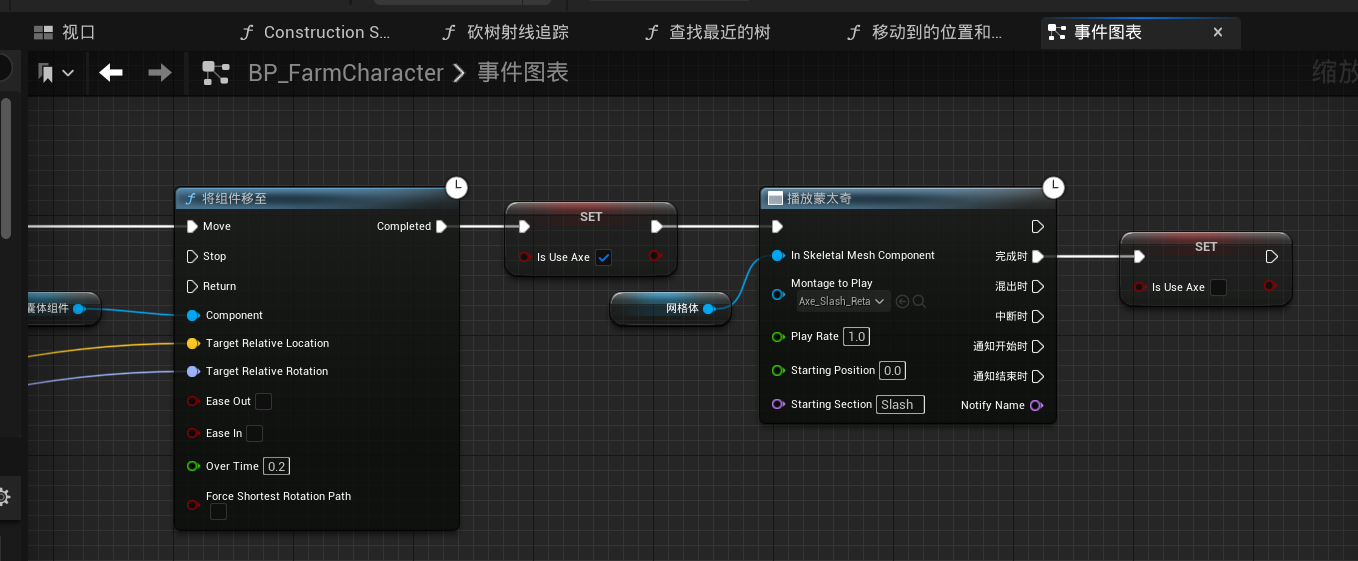 视口
Construction S...
砍树射线追踪
查找最近的树
移动到的位置和...
事件图表
BP_FarmCharacter
事件图表
缩放
将组件移至
Move
Completed
Stop
Return
囊体组件
Component
Target Relative Location
Target Relative Rotation
Ease Out
Ease In
Over Time 0.2
Force Shortest Rotation Path
SET
Is Use Axe
网格体
播放蒙太奇
In Skeletal Mesh Component
完成时
Montage to Play
Axe_Slash_Reta
混出时
中断时
Play Rate 1.0
通知开始时
Starting Position 0.0
通知结束时
Starting Section Slash
Notify Name
SET
Is Use Axe